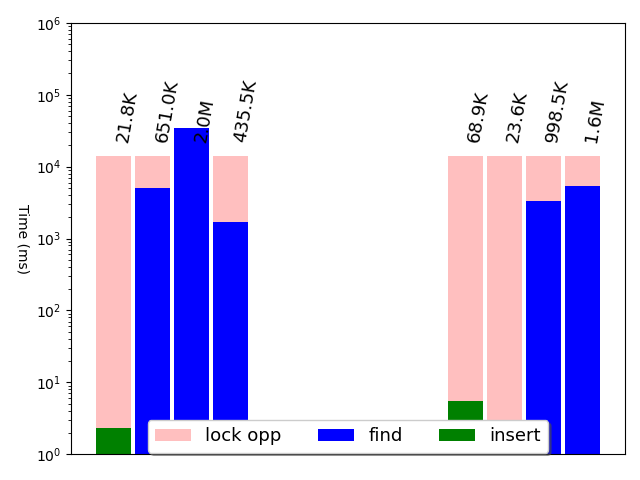 10^6
10^5
10^4
10^3
10^2
10^1
10^0
Time (ms)
21.8K
651.0K
2.0M
435.5K
68.9K
23.6K
998.5K
1.6M
lock opp
find
insert